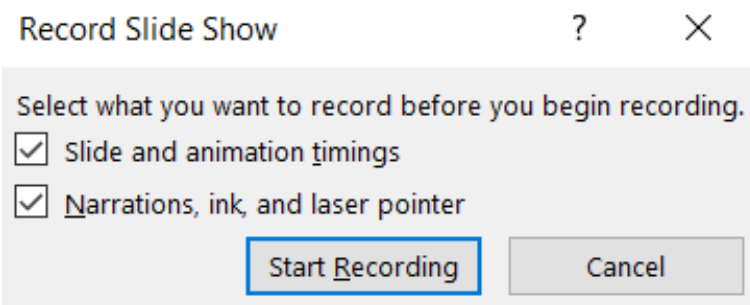 Record Slide Show ?
Select what you want to record before you begin recording.
Slide and animation timings
Narrations, ink, and laser pointer
Start Recording Cancel